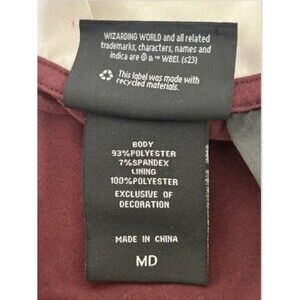 WIZARDING WORLD and all related
trademarks, characters, names and
indica are © & ™ WBEI. (s23)
This label was made with
recycled materials.
BODY
93%POLYESTER
7%SPANDEX
LINING
100%POLYESTER
EXCLUSIVE OF
DECORATION
MADE IN CHINA
MD